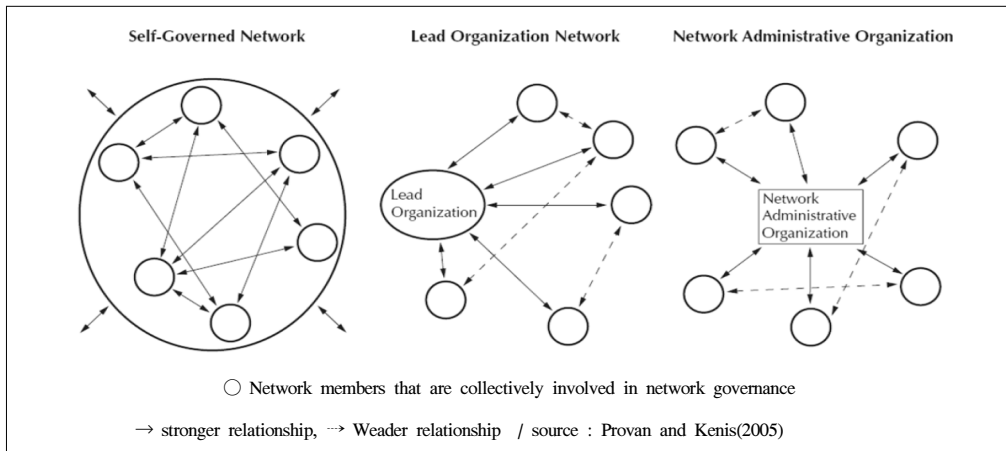 Self-Governed Network
Lead Organization Network
Network Administrative Organization
Lead
Organization
Network
Administrative
Organization
○ Network members that are collectively involved in network governance
→ stronger relationship, ⇢ Weader relationship / source : Provan and Kenis(2005)